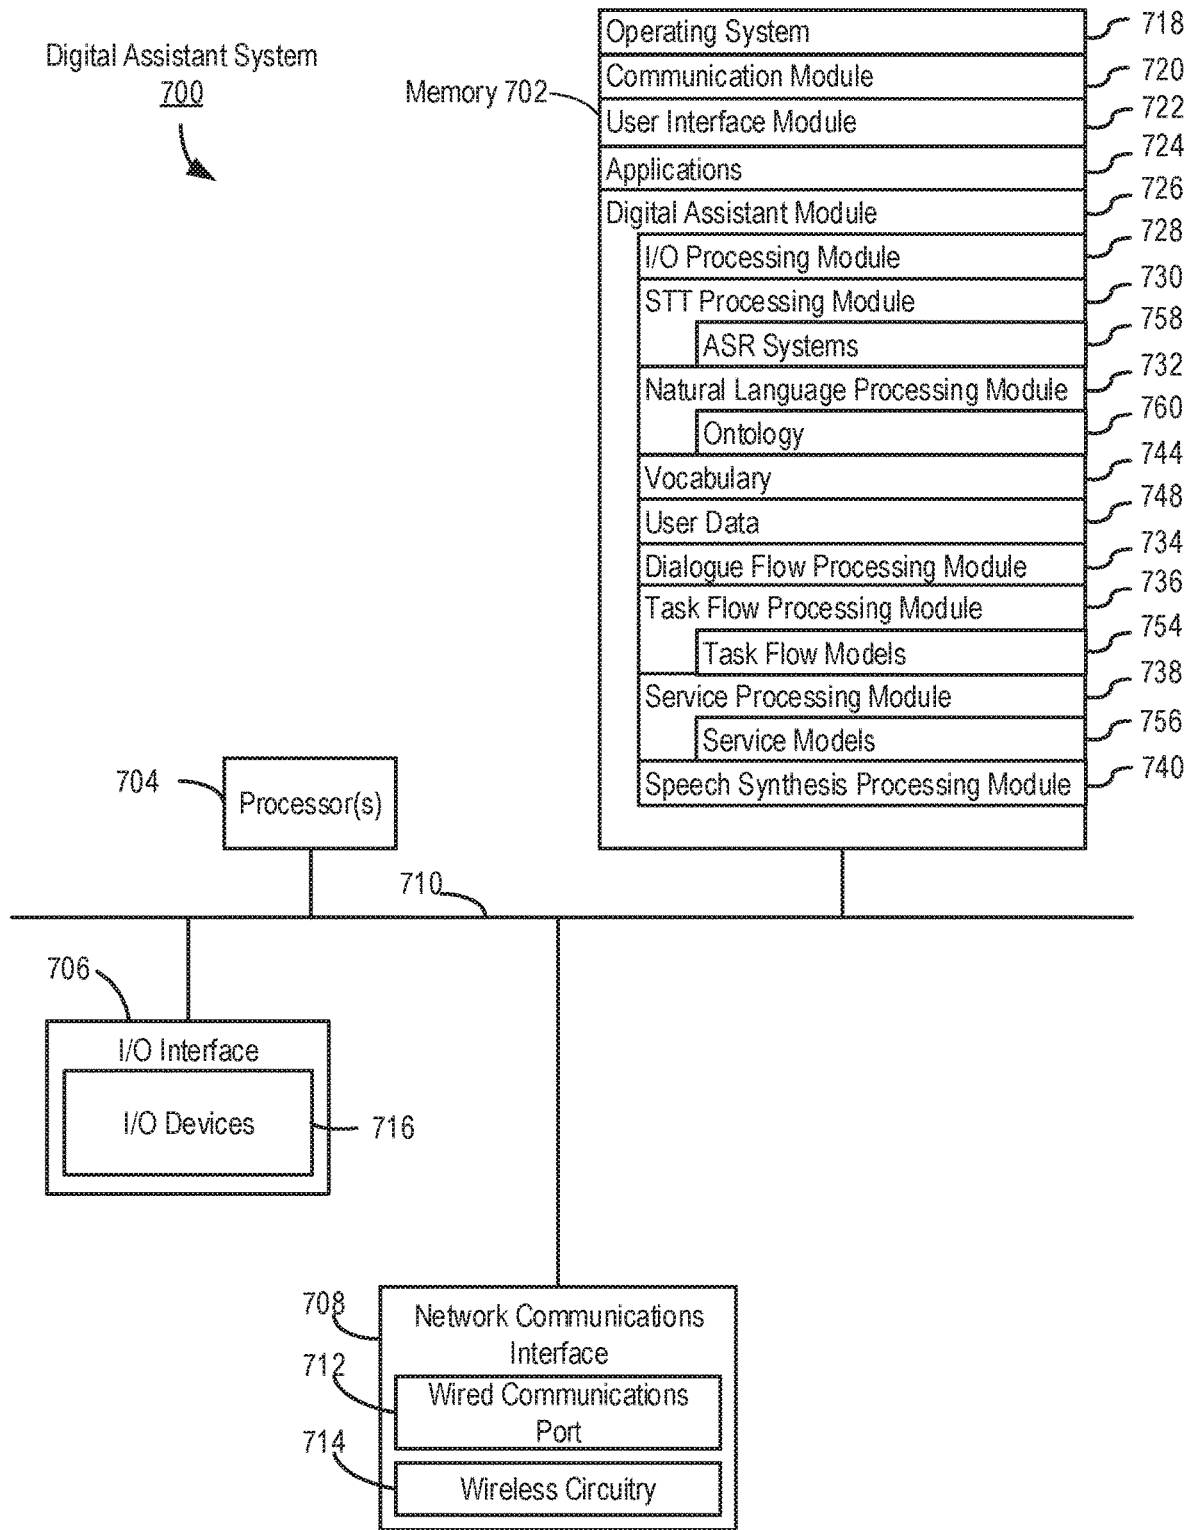 Digital Assistant System
700
Memory 702
Operating System 718
Communication Module 720
User Interface Module 722
Applications 724
Digital Assistant Module 726
I/O Processing Module 728
STT Processing Module 730
ASR Systems 758
Natural Language Processing Module 732
Ontology 760
Vocabulary 744
User Data 748
Dialogue Flow Processing Module 734
Task Flow Processing Module 736
Task Flow Models 754
Service Processing Module 738
Service Models 756
Speech Synthesis Processing Module 740
704
Processor(s)
710
706
I/O Interface
I/O Devices
716
708
Network Communications
Interface
712
Wired Communications
Port
714
Wireless Circuitry